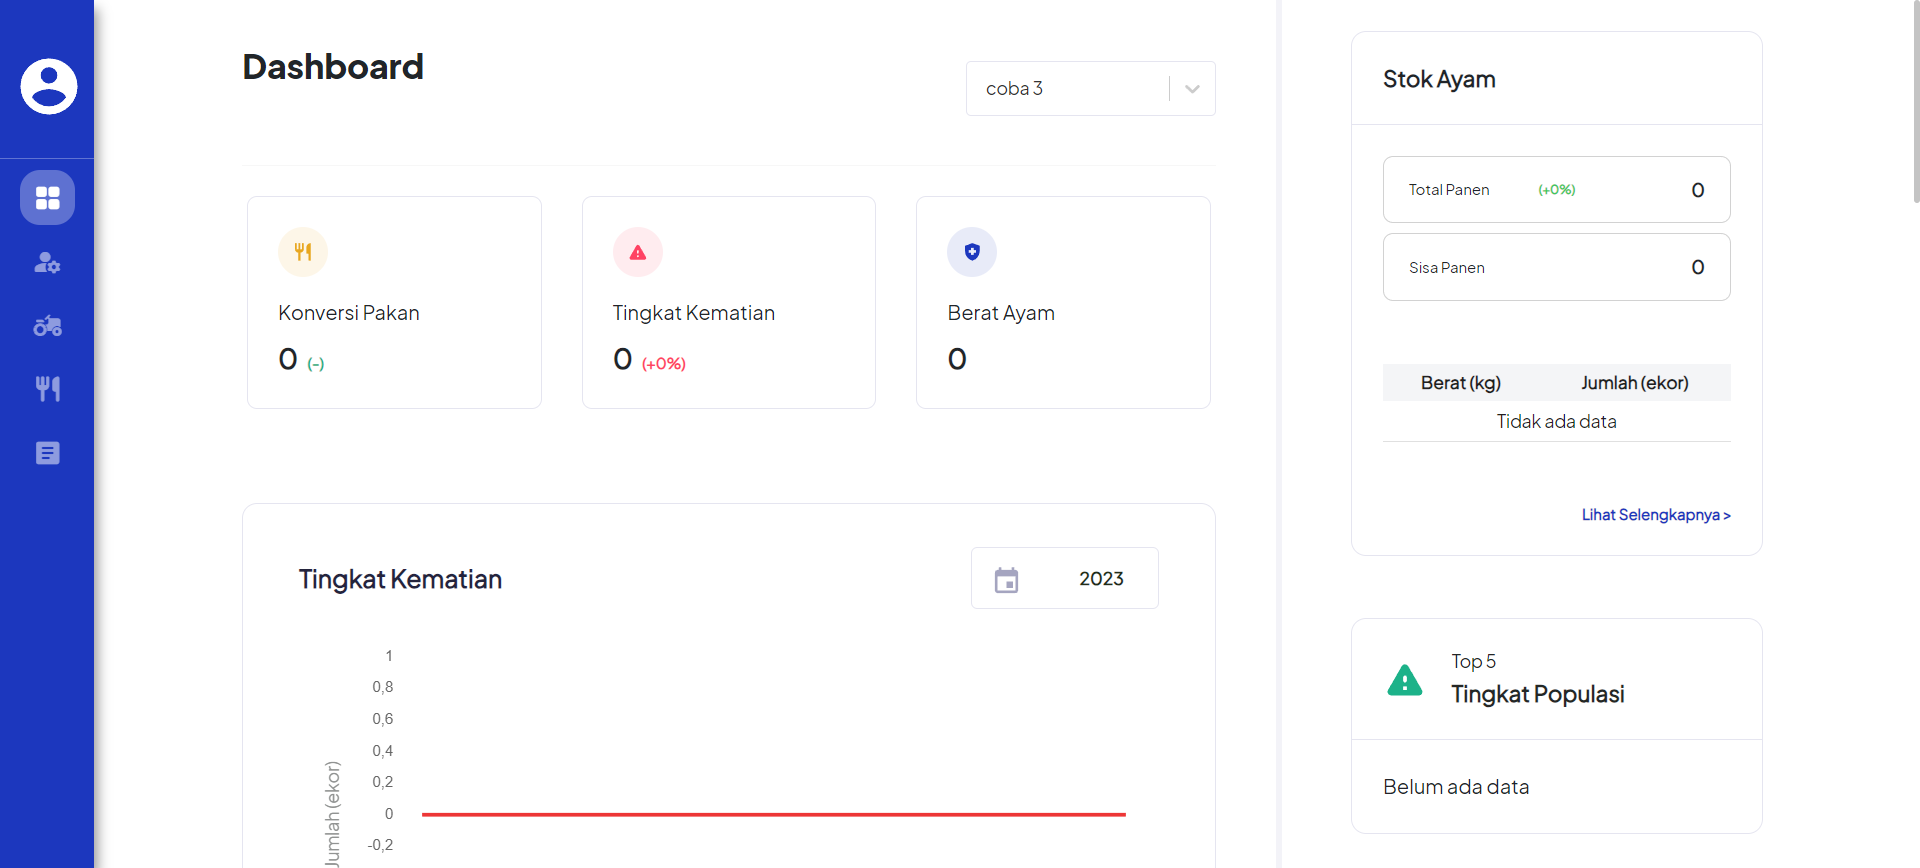 Dashboard
coba 3
Konversi Pakan
0 (-)
Tingkat Kematian
0 (+0%)
Berat Ayam
0
Tingkat Kematian
2023
1
0,8
0,6
0,4
0,2
0
-0,2
Jumlah (ekor)
Stok Ayam
Total Panen (+0%) 0
Sisa Panen 0
Berat (kg) Jumlah (ekor)
Tidak ada data
Lihat Selengkapnya >
Top 5
Tingkat Populasi
Belum ada data